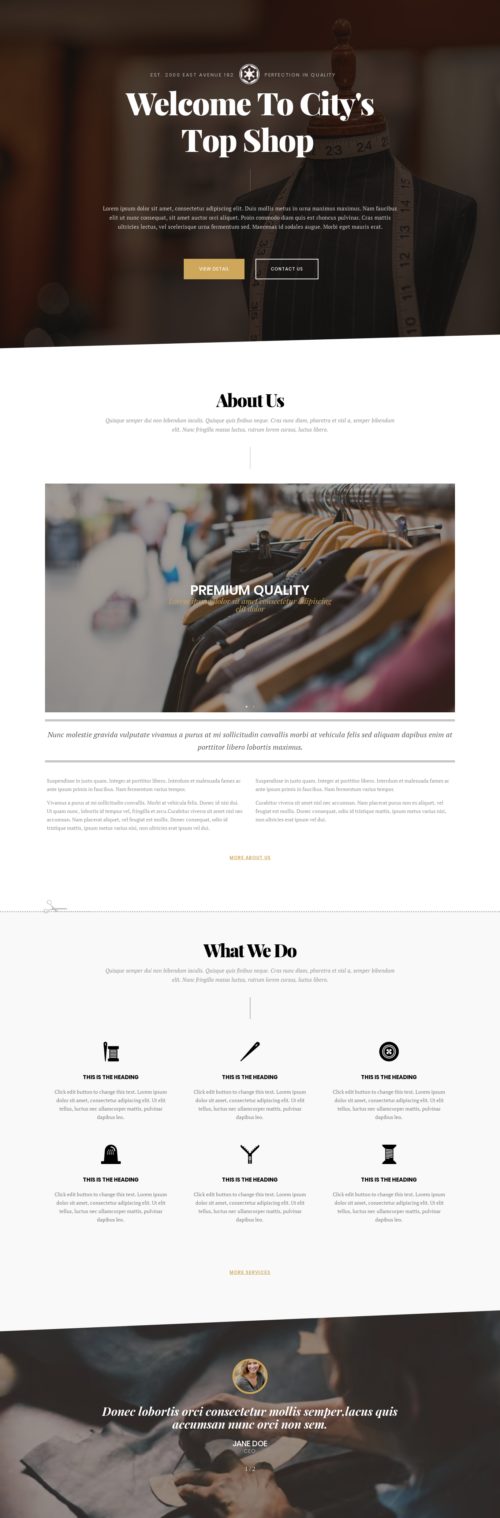 EST. 2000 EAST AVENUE 192 PERFECTION IN QUALITY
Welcome To City's
Top Shop
Lorem ipsum dolor sit amet, consectetur adipiscing elit. Duis mollis metus in urna maximus maximus. Nam faucibus
elit ut nunc consequat, sit amet auctor orci aliquet. Proin commodo diam quis est rhoncus pulvinar. Cras mattis
ultricies lectus, vel scelerisque urna fermentum sed. Maecenas id sodales augue. Morbi eget mauris erat.
VIEW DETAIL
CONTACT US
23 24
About Us
Quisque semper dui non bibendum iaculis. Quisque quis finibus neque. Cras nunc diam, pharetra et nisl a, semper bibendum
elit. Nunc fringilla massa luctus, rutrum lorem cursus, luctus libero.
PREMIUM QUALITY
Lorem ipsum dolor sit amet consectetur adipiscing
elit dolor
Nunc molestie gravida vulputate vivamus a purus at mi sollicitudin convallis morbi at vehicula felis sed aliquam dapibus enim at
porttitor libero lobortis maximus.
Suspendisse in justo quam. Integer at porttitor libero. Interdum et malesuada fames ac
ante ipsum primis in faucibus. Nam fermentum varius tempor.
Vivamus a purus at mi sollicitudin convallis. Morbi at vehicula felis. Donec id nisi dui.
Ut quam nunc, lobortis id tempus vel, fringilla et arcu.Curabitur viverra sit amet nisl nec
accumsan. Nam placerat aliquet, vel feugiat est mollis. Donec consequat, odio id
tristique mattis, ipsum metus varius nisi, non ultricies erat ipsum vel dui.
Suspendisse in justo quam. Integer at porttitor libero. Interdum et malesuada fames ac
ante ipsum primis in faucibus. Nam fermentum varius tempor.
Curabitur viverra sit amet nisl nec accumsan. Nam placerat purus non ex aliquet, vel
feugiat est mollis. Donec consequat, odio id tristique mattis, ipsum metus varius nisi,
non ultricies erat ipsum vel dui.
MORE ABOUT US
What We Do
Quisque semper dui non bibendum iaculis. Quisque quis finibus neque. Cras nunc diam, pharetra et nisl a, semper bibendum
elit. Nunc fringilla massa luctus, rutrum lorem cursus, luctus libero.
THIS IS THE HEADING
Click edit button to change this text. Lorem ipsum
dolor sit amet, consectetur adipiscing elit. Ut elit
tellus, luctus nec ullamcorper mattis, pulvinar
dapibus leo.
THIS IS THE HEADING
Click edit button to change this text. Lorem ipsum
dolor sit amet, consectetur adipiscing elit. Ut elit
tellus, luctus nec ullamcorper mattis, pulvinar
dapibus leo.
THIS IS THE HEADING
Click edit button to change this text. Lorem ipsum
dolor sit amet, consectetur adipiscing elit. Ut elit
tellus, luctus nec ullamcorper mattis, pulvinar
dapibus leo.
THIS IS THE HEADING
Click edit button to change this text. Lorem ipsum
dolor sit amet, consectetur adipiscing elit. Ut elit
tellus, luctus nec ullamcorper mattis, pulvinar
dapibus leo.
THIS IS THE HEADING
Click edit button to change this text. Lorem ipsum
dolor sit amet, consectetur adipiscing elit. Ut elit
tellus, luctus nec ullamcorper mattis, pulvinar
dapibus leo.
THIS IS THE HEADING
Click edit button to change this text. Lorem ipsum
dolor sit amet, consectetur adipiscing elit. Ut elit
tellus, luctus nec ullamcorper mattis, pulvinar
dapibus leo.
MORE SERVICES
Donec lobortis orci consectetur mollis semper.lacus quis
accumsan nunc orci non sem.
JANE DOE
CEO
1 / 2